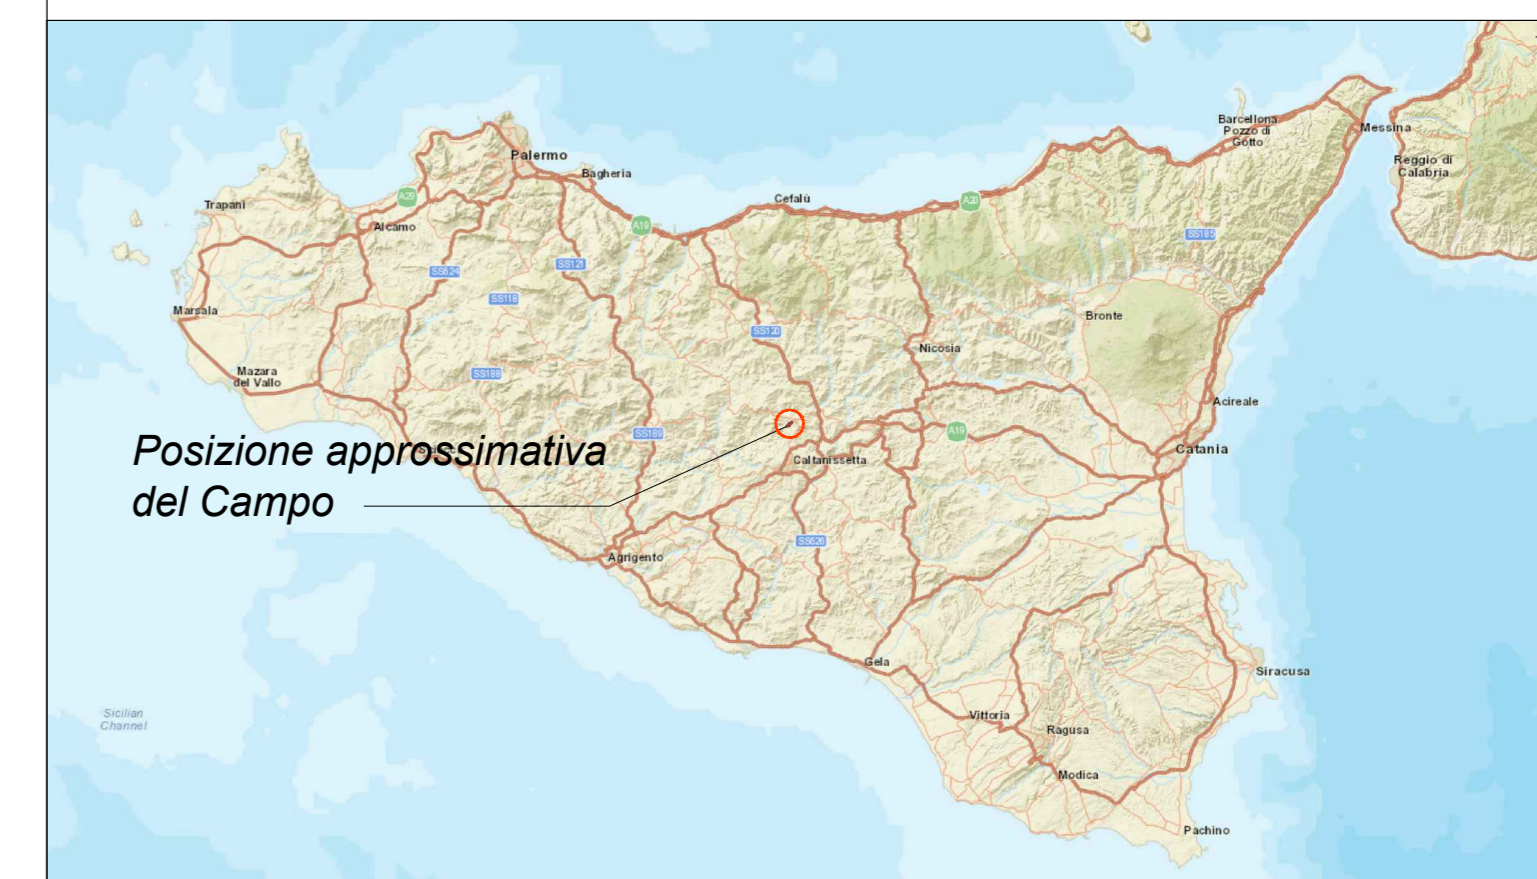 Barcellona
Pozzo di
Gotto
Messina
Reggio di
Calabria
Palermo
Bagheria
Cefalù
A20
A29
A19
Trapani
Alcamo
SS185
SS624
SS121
SS118
Marsala
Bronte
SS120
Nicosia
Mazara
del Vallo
SS188
Acireale
SS189
A19
Posizione approssimativa
del Campo
Caltanissetta
Catania
SS626
Agrigento
Gela
Siracusa
Sicilian
Channel
Vittoria
Ragusa
Modica
Pachino